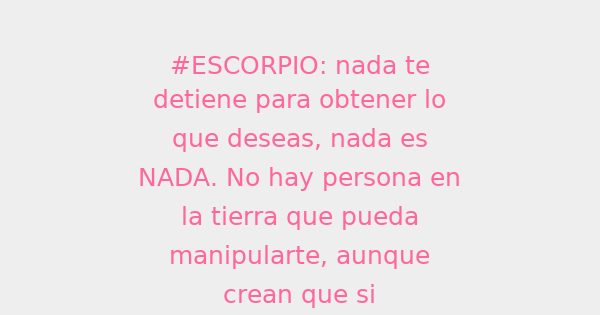 #ESCORPIO: nada te
detiene para obtener lo
que deseas, nada es
NADA. No hay persona en
la tierra que pueda
manipularte, aunque
crean que si